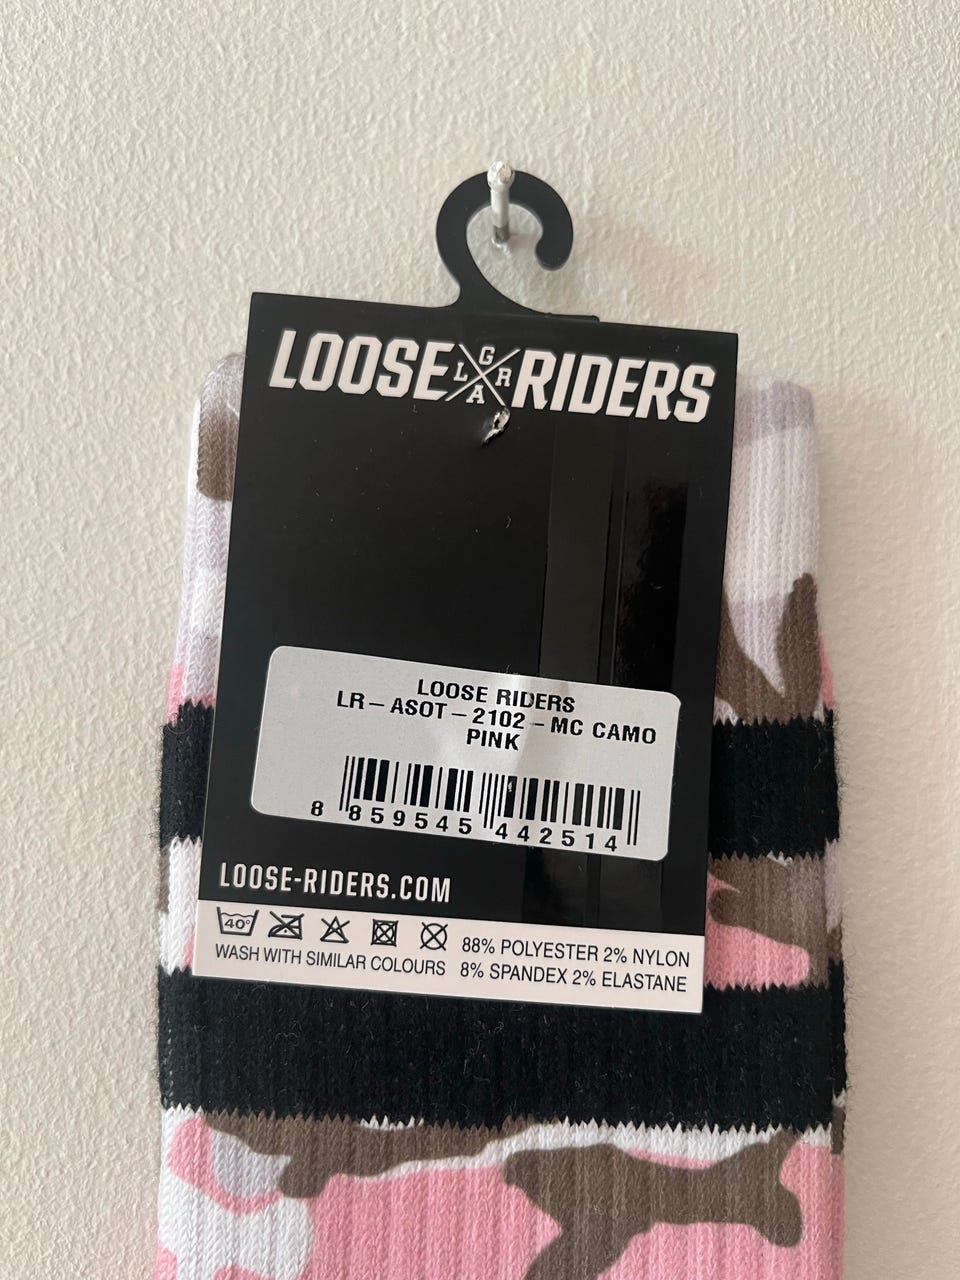 LOOSE LGRA RIDERS
LOOSE RIDERS
LR-ASOT-2102-MC CAMO
PINK
8 859545 442514
LOOSE-RIDERS.COM
40°
WASH WITH SIMILAR COLOURS
88% POLYESTER 2% NYLON
8% SPANDEX 2% ELASTANE